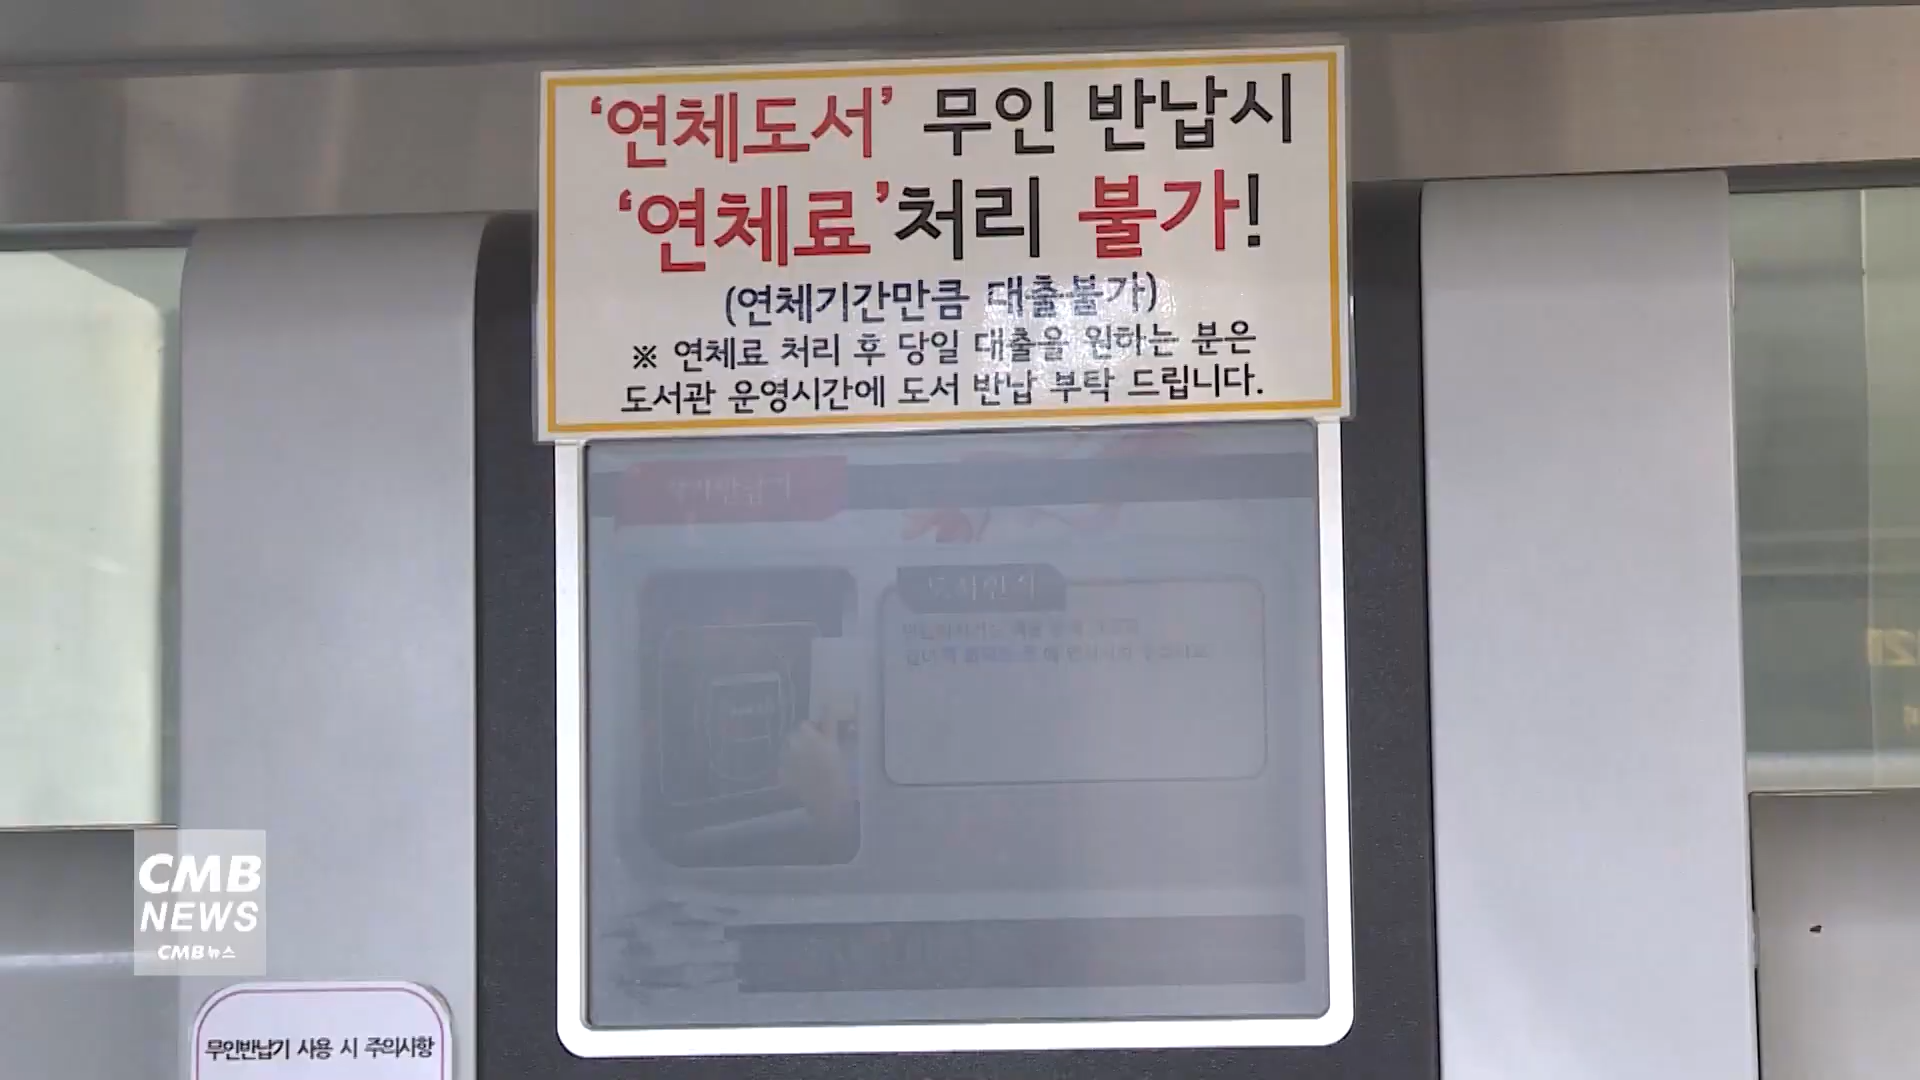 ‘연체도서’ 무인 반납시
‘연체료’처리 불가!
(연체기간만큼 대출불가)
※ 연체료 처리 후 당일 대출을 원하는 분은
도서관 운영시간에 도서 반납 부탁 드립니다.
도서인식
CMB
NEWS
CMB뉴스
무인반납기 사용 시 주의사항